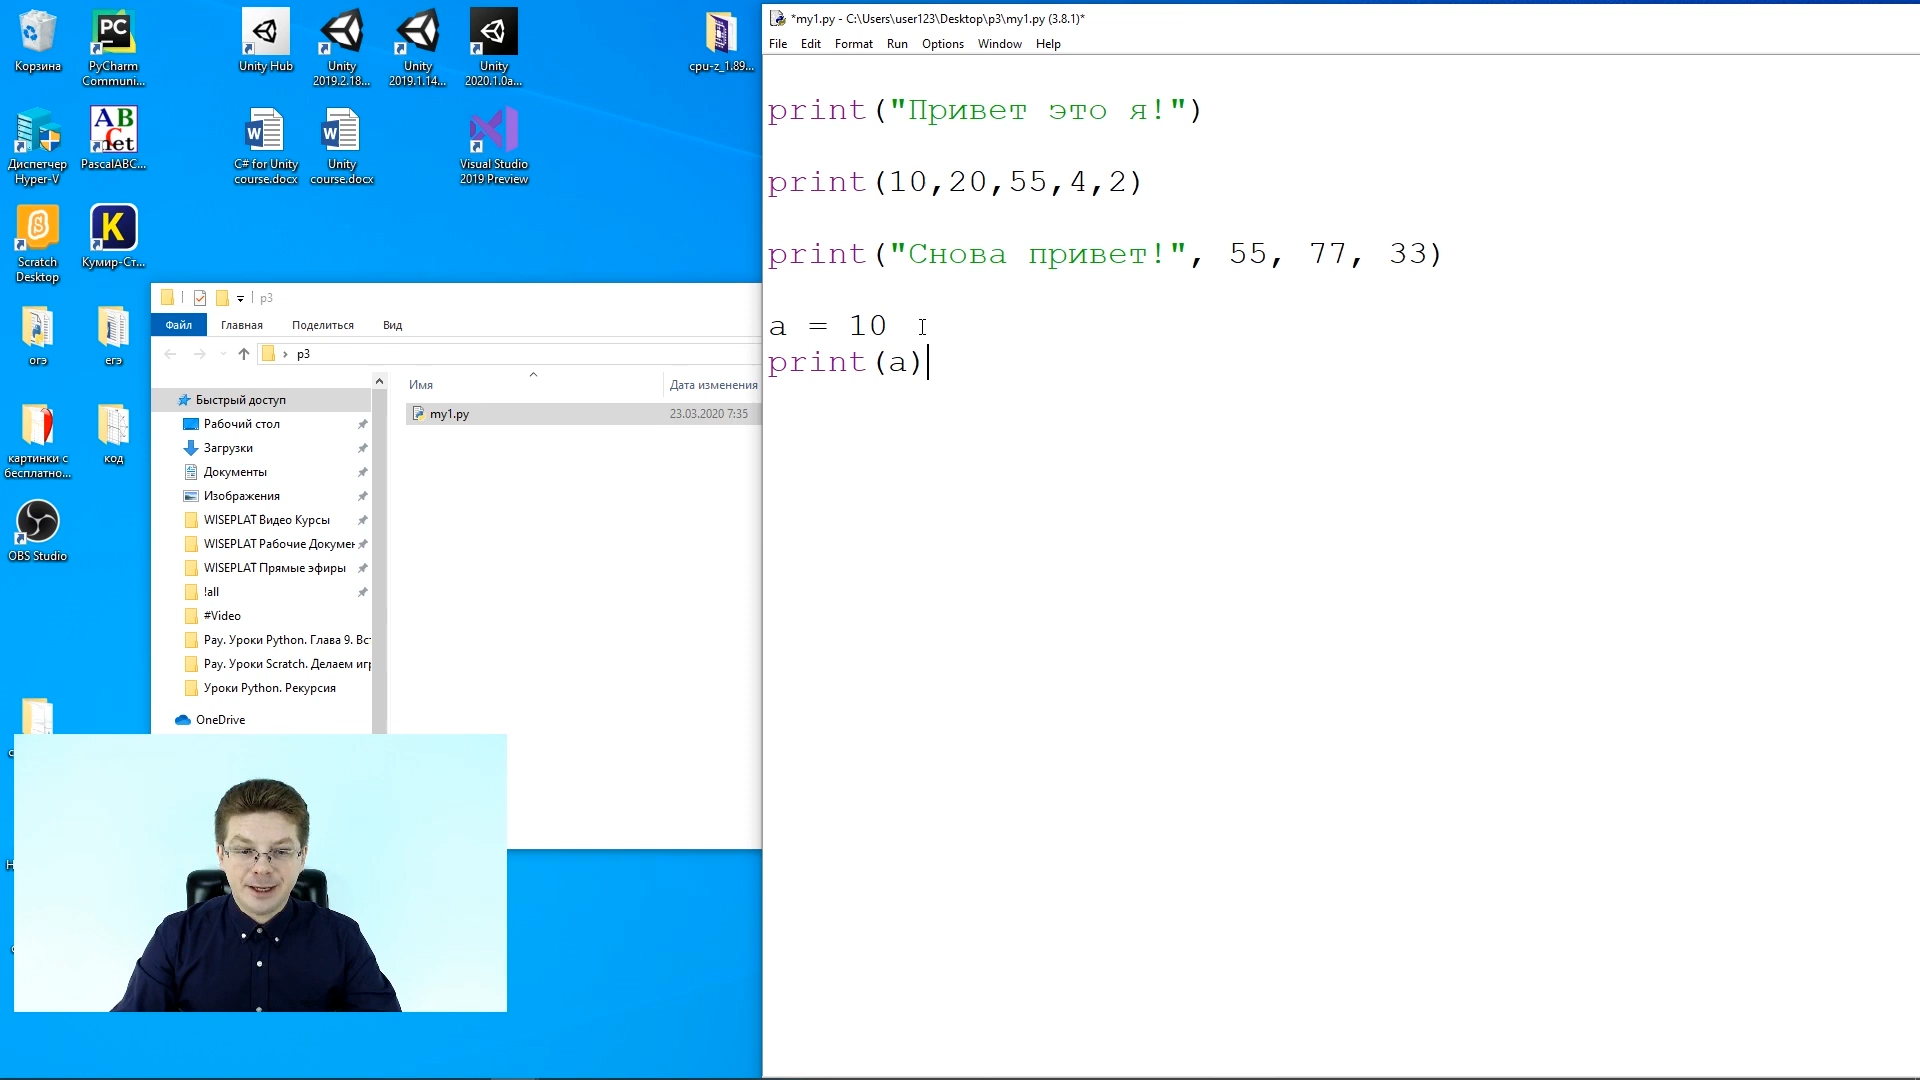 Корзина
PyCharm
Communi...
Unity Hub
Unity
2019.2.18...
Unity
2019.1.14...
Unity
2020.1.0a...
cpu-z_1.89...
Диспетчер
Hyper-V
PascalABC...
C# for Unity
course.docx
Unity
course.docx
Visual Studio
2019 Preview
Scratch
Desktop
Кумир-Ст...
огэ
егэ
картинки с
бесплатно...
код
OBS Studio
p3
Файл
Главная
Поделиться
Вид
p3
Имя
Дата изменения
my1.py
23.03.2020 7:35
Быстрый доступ
Рабочий стол
Загрузки
Документы
Изображения
WISEPLAT Видео Курсы
WISEPLAT Рабочие Докумен
WISEPLAT Прямые эфиры
!all
#Video
Pay. Уроки Python. Глава 9. Вс
Pay. Уроки Scratch. Делаем иг
Уроки Python. Рекурсия
OneDrive
*my1.py - C:\Users\user123\Desktop\p3\my1.py (3.8.1)*
File Edit Format Run Options Window Help
print("Привет это я!")
print(10,20,55,4,2)
print("Снова привет!", 55, 77, 33)
a = 10
print(a)